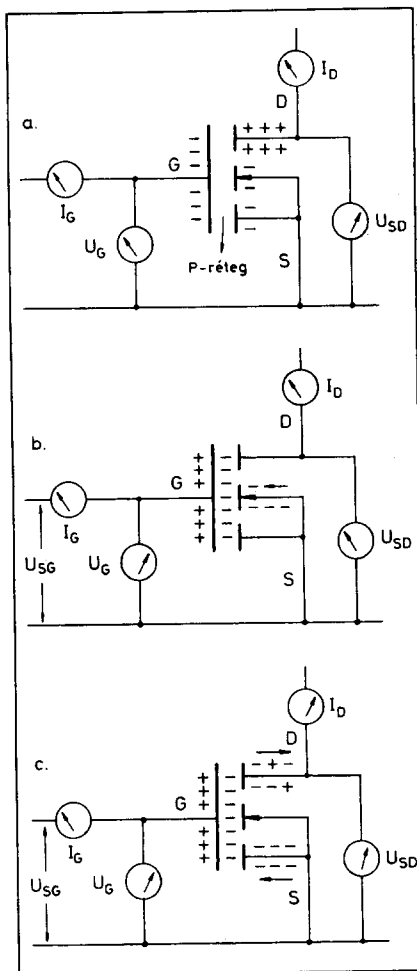 a.
I_D
D
+ + +
+ + +
G
I_G
U_G
U_SD
P-réteg
S
b.
I_D
D
G
I_G
U_SG
U_G
U_SD
S
c.
I_D
D
- + -
- - +
G
I_G
U_SG
U_G
U_SD
S